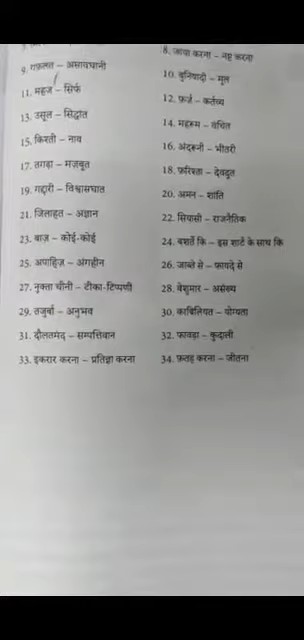 8. जाया करना – नष्ट करना
9. गफ़लत – असावधानी
10. बुनियादी – मूल
11. महज – सिर्फ
12. फ़र्ज – कर्तव्य
13. उसूल – सिद्धांत
14. महरूम – वंचित
15. किश्ती – नाव
16. अंदरूनी – भीतरी
17. तगड़ा – मज़बूत
18. फ़रिश्ता – देवदूत
19. गद्दारी – विश्वासघात
20. अमन – शांति
21. जिलाहत – अज्ञान
22. सियासी – राजनैतिक
23. बाज़ – कोई-कोई
24. बशर्ते कि – इस शर्त के साथ कि
25. अपाहिज़ – अंगहीन
26. जाब्ते से – कायदे से
27. नुक्ता चीनी – टीका-टिप्पणी
28. बेशुमार – असंख्य
29. तजुर्बा – अनुभव
30. काबिलियत – योग्यता
31. दौलतमंद – सम्पत्तिवान
32. फावड़ा – कुदाली
33. इकरार करना – प्रतिज्ञा करना
34. फ़तह करना – जीतना